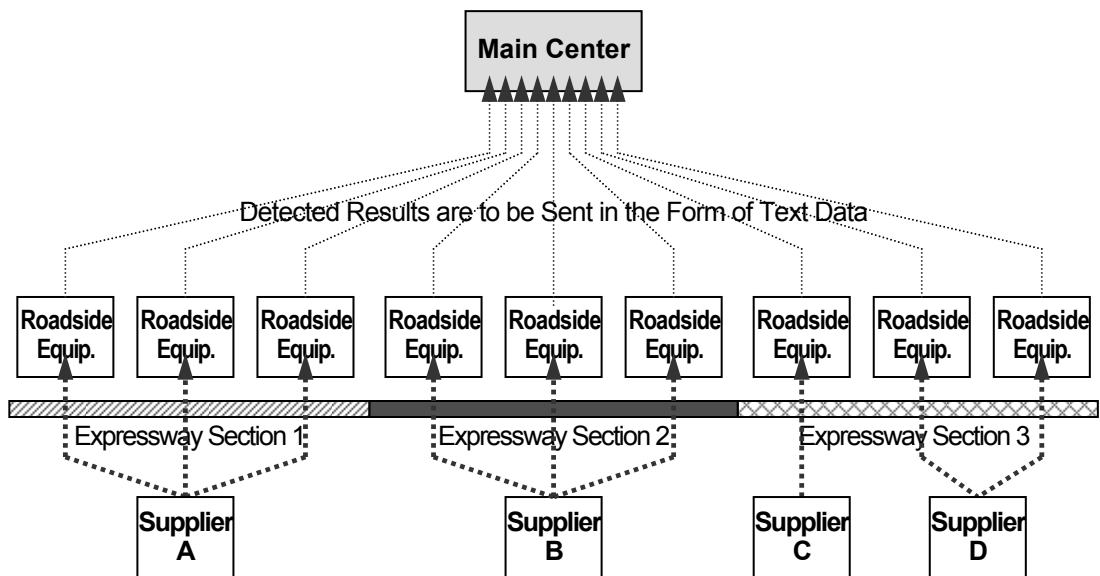 Main Center
Detected Results are to be Sent in the Form of Text Data
Roadside
Equip.
Roadside
Equip.
Roadside
Equip.
Roadside
Equip.
Roadside
Equip.
Roadside
Equip.
Roadside
Equip.
Roadside
Equip.
Roadside
Equip.
Expressway Section 1
Expressway Section 2
Expressway Section 3
Supplier
A
Supplier
B
Supplier
C
Supplier
D